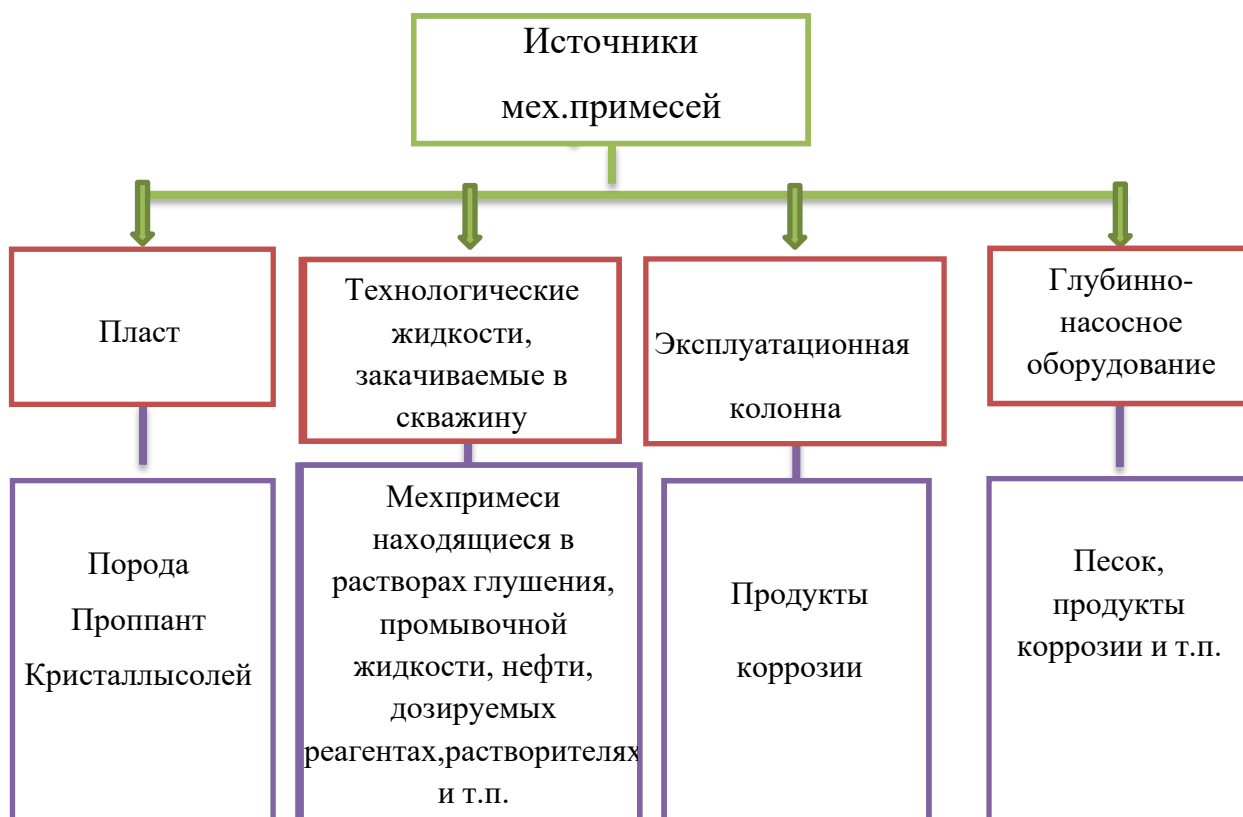 Источники
мех.примесей
Пласт
Технологические
жидкости,
закачиваемые в
скважину
Эксплуатационная
колонна
Глубинно-
насосное
оборудование
Порода
Проппант
Кристаллысолей
Мехпримеси
находящиеся в
растворах глушения,
промывочной
жидкости, нефти,
дозируемых
реагентах,растворителях
и т.п.
Продукты
коррозии
Песок,
продукты
коррозии и т.п.